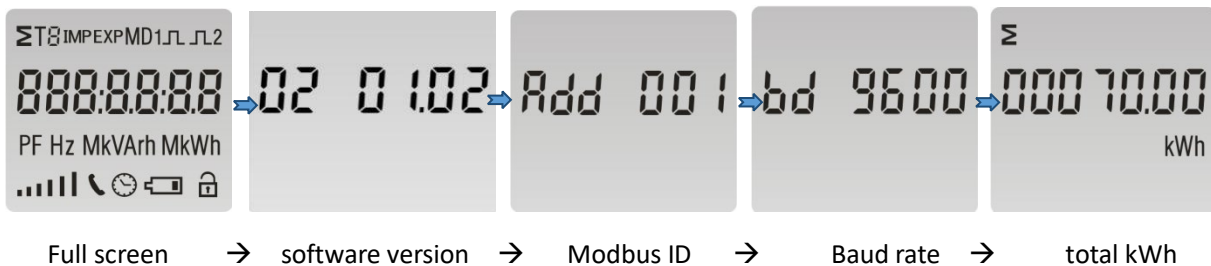 ΣT8IMPEXPMD1⎍ ⎍2 Σ
888:8:8.8 02 01.02 Add 001 bd 9600 00070.00
PF Hz MkVArh MkWh kWh
Full screen → software version → Modbus ID → Baud rate → total kWh